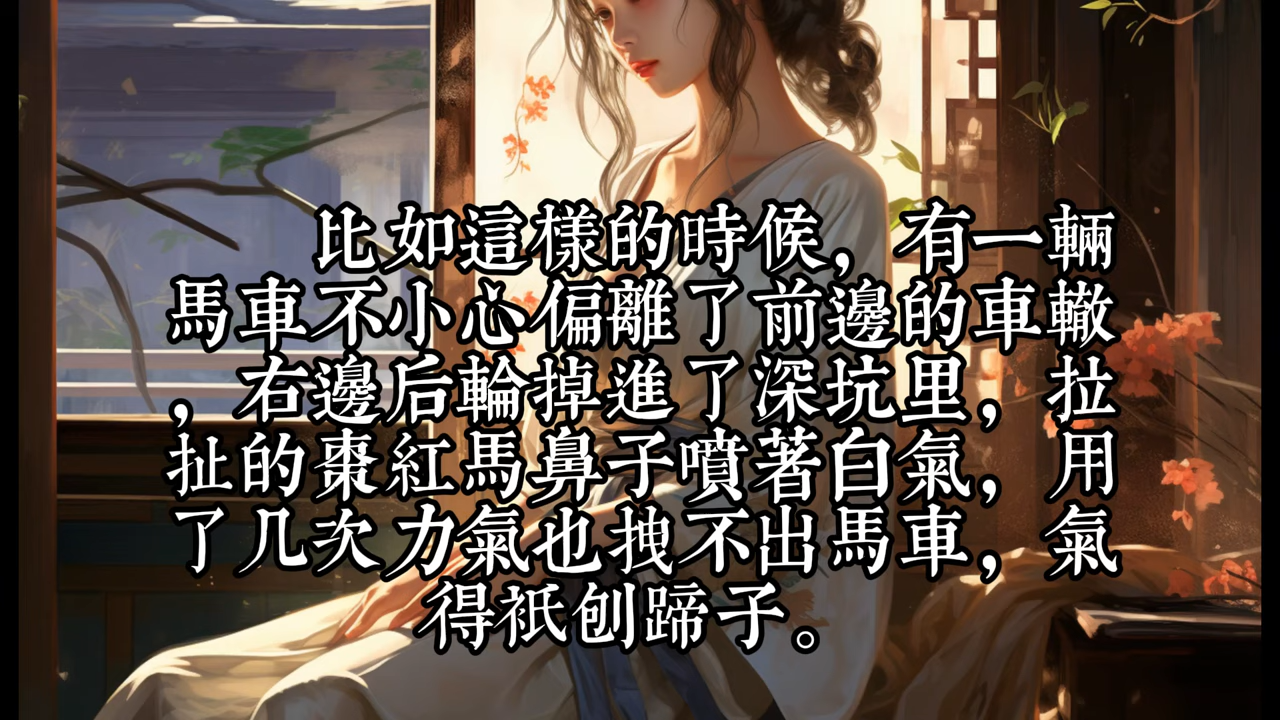 比如這樣的時候，有一輛
馬車不小心偏離了前邊的車轍
，右邊后輪掉進了深坑里，拉
扯的棗紅馬鼻子噴著白氣，用
了几次力氣也拽不出馬車，氣
得祇刨蹄子。